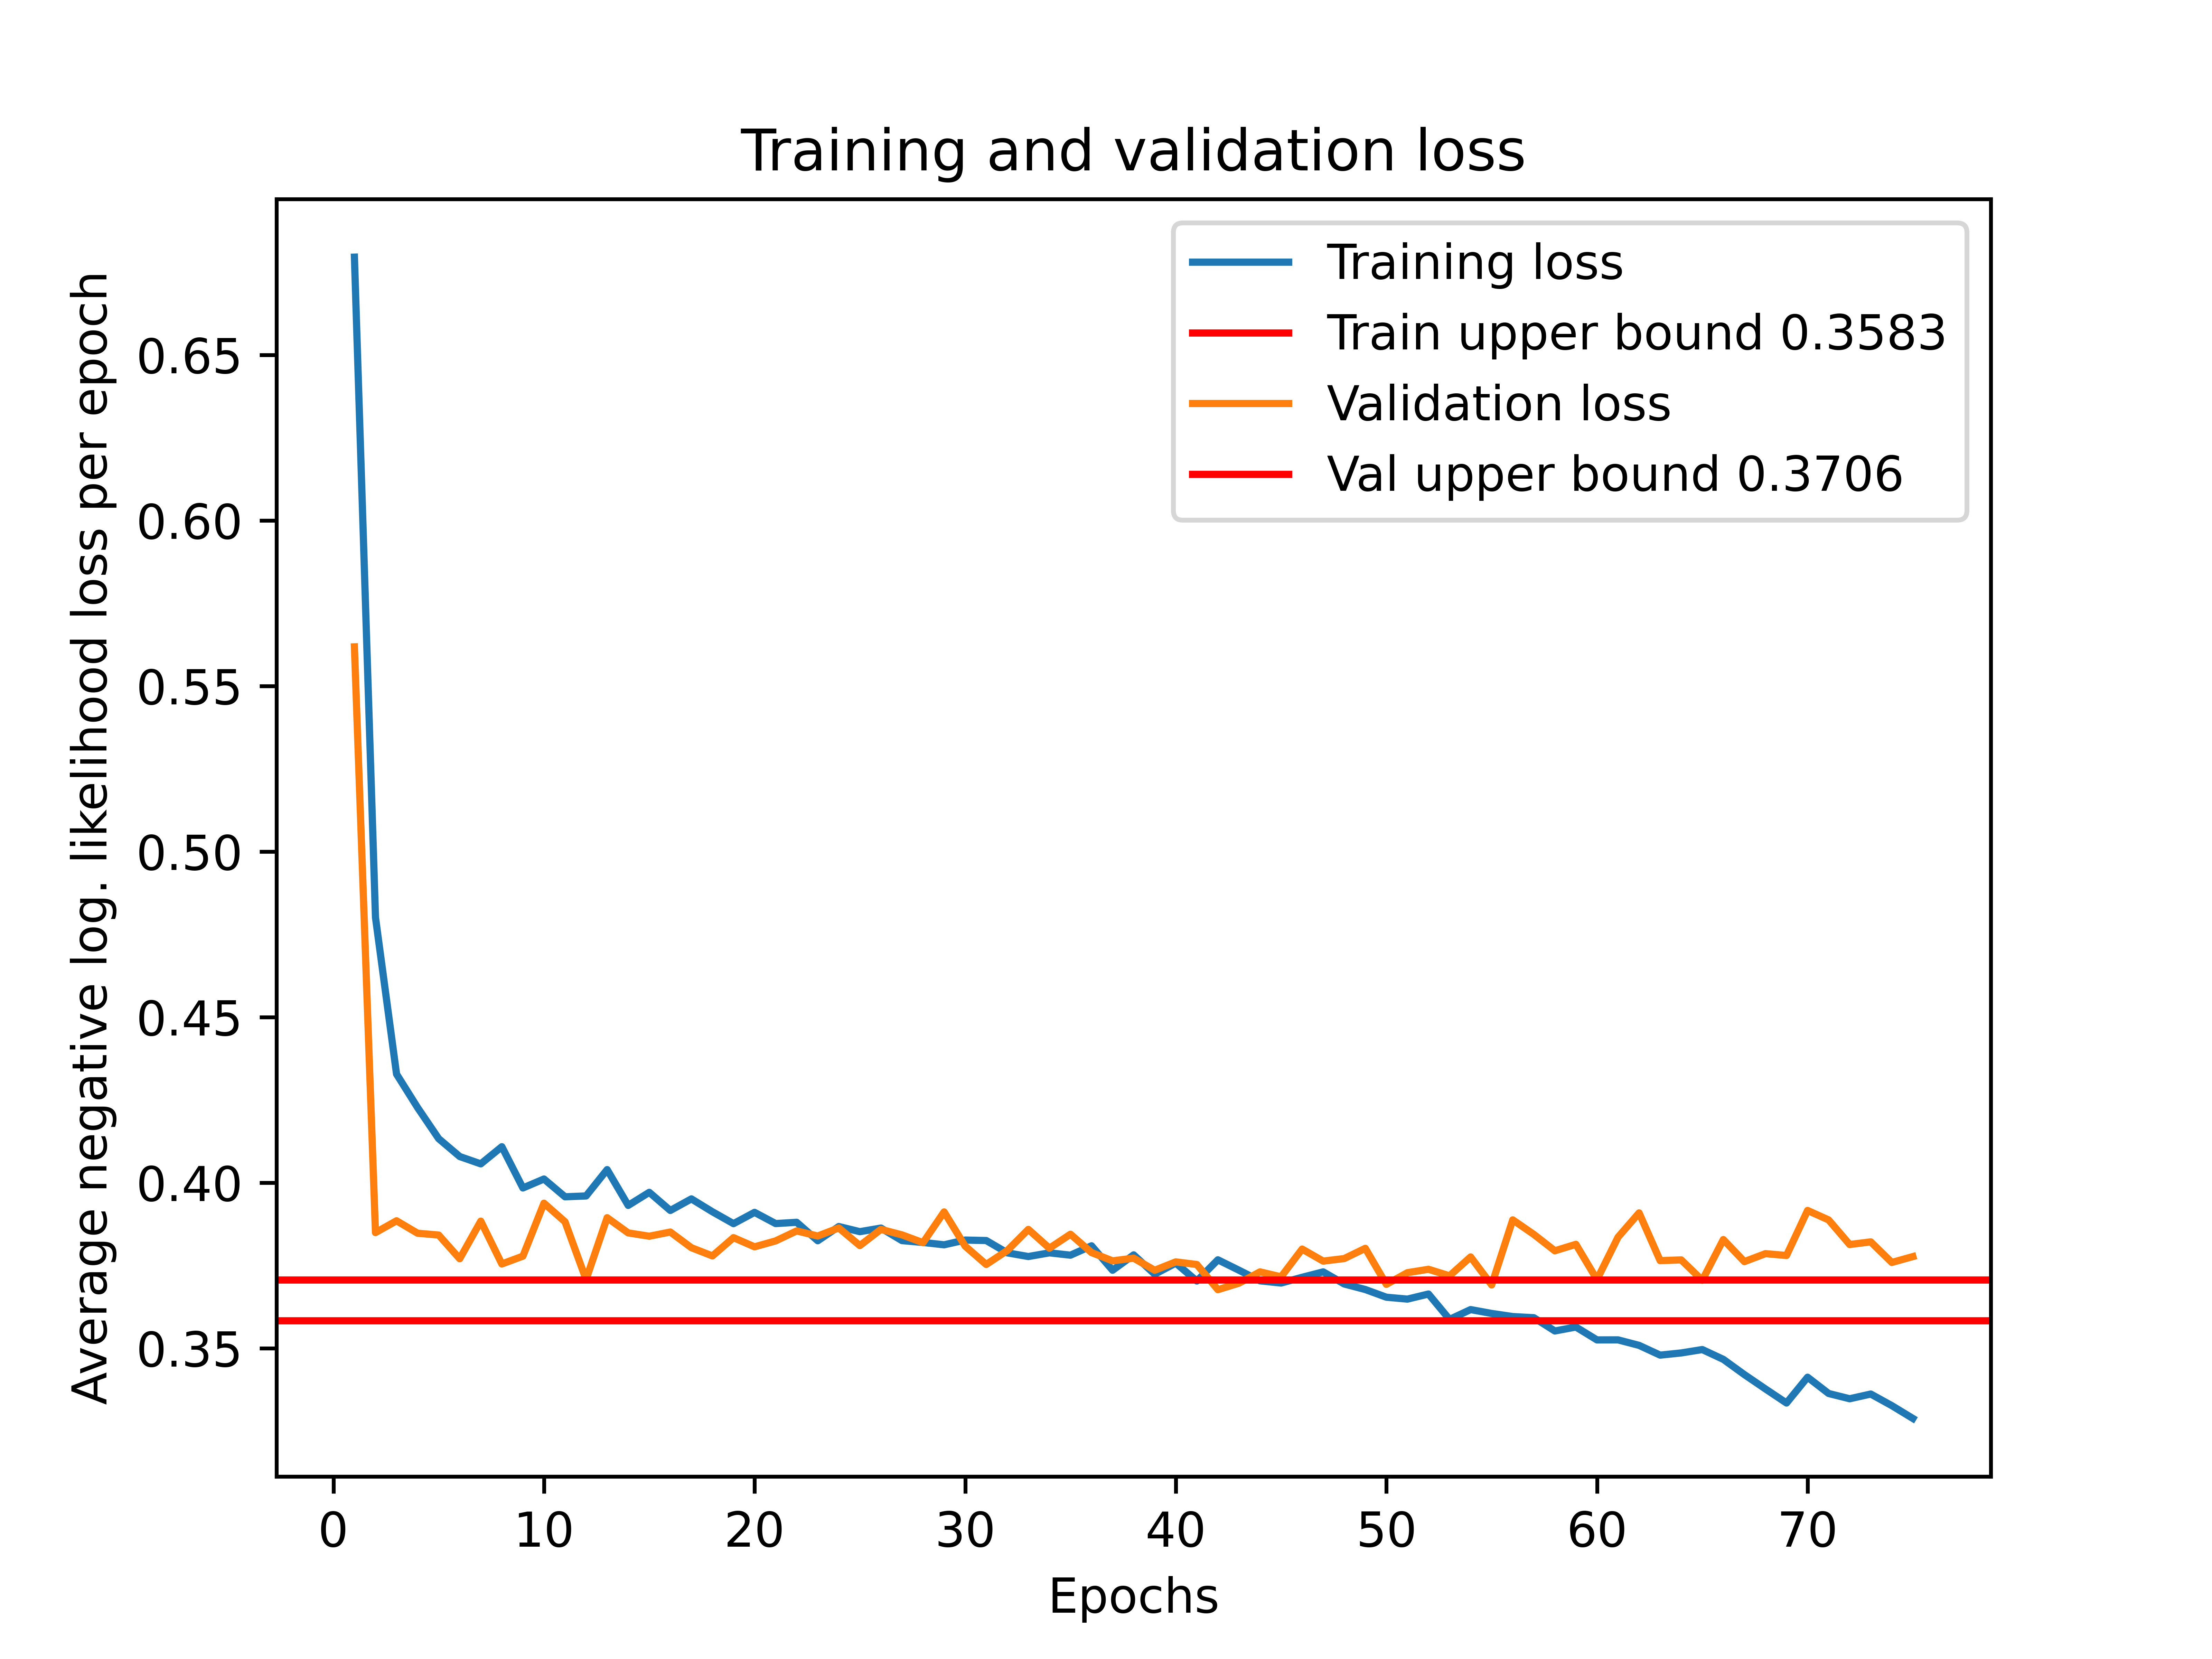 Training and validation loss
Training loss
Train upper bound 0.3583
Validation loss
Val upper bound 0.3706
Average negative log. likelihood loss per epoch
0.65
0.60
0.55
0.50
0.45
0.40
0.35
0 10 20 30 40 50 60 70
Epochs